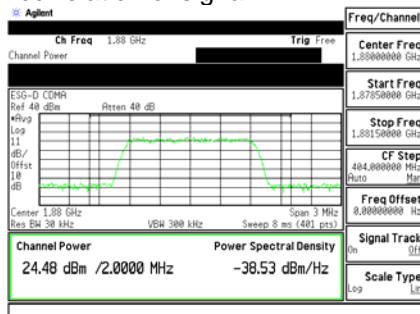 Agilent
Freq/Channel
Ch Freq 1.88 GHz Trig Free
Channel Power
Center Freq
1.88000000 GHz
Start Freq
1.87850000 GHz
Stop Freq
1.88150000 GHz
CF Step
404.000000 MHz
Auto Man
Freq Offset
0.00000000 Hz
Signal Track
On Off
Scale Type
Log Lin
ESG-D CDMA
Ref 40 dBm Atten 40 dB
#Avg
Log
11
dB/
Offst
10
dB
Center 1.88 GHz Span 3 MHz
Res BW 30 kHz VBW 300 kHz Sweep 8 ms (401 pts)
Channel Power Power Spectral Density
24.48 dBm /2.0000 MHz -38.53 dBm/Hz